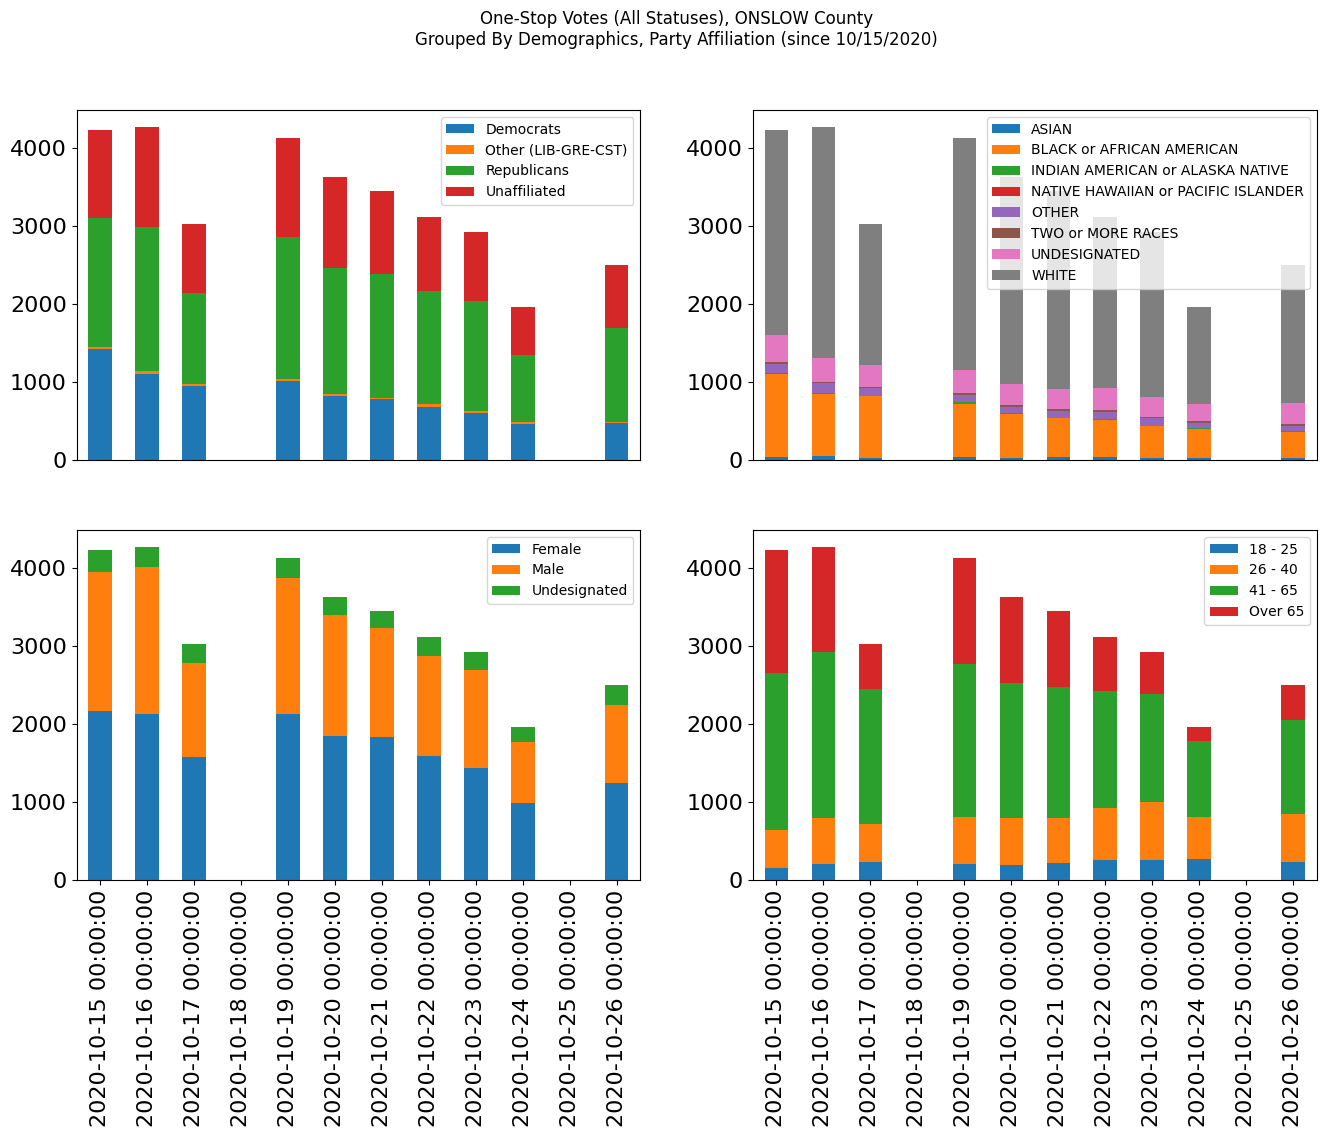 One-Stop Votes (All Statuses), ONSLOW County
Grouped By Demographics, Party Affiliation (since 10/15/2020)
4000
3000
2000
1000
0
Democrats
Other (LIB-GRE-CST)
Republicans
Unaffiliated
4000
3000
2000
1000
0
ASIAN
BLACK or AFRICAN AMERICAN
INDIAN AMERICAN or ALASKA NATIVE
NATIVE HAWAIIAN or PACIFIC ISLANDER
OTHER
TWO or MORE RACES
UNDESIGNATED
WHITE
4000
3000
2000
1000
0
Female
Male
Undesignated
2020-10-15 00:00:00
2020-10-16 00:00:00
2020-10-17 00:00:00
2020-10-18 00:00:00
2020-10-19 00:00:00
2020-10-20 00:00:00
2020-10-21 00:00:00
2020-10-22 00:00:00
2020-10-23 00:00:00
2020-10-24 00:00:00
2020-10-25 00:00:00
2020-10-26 00:00:00
4000
3000
2000
1000
0
18 - 25
26 - 40
41 - 65
Over 65
2020-10-15 00:00:00
2020-10-16 00:00:00
2020-10-17 00:00:00
2020-10-18 00:00:00
2020-10-19 00:00:00
2020-10-20 00:00:00
2020-10-21 00:00:00
2020-10-22 00:00:00
2020-10-23 00:00:00
2020-10-24 00:00:00
2020-10-25 00:00:00
2020-10-26 00:00:00